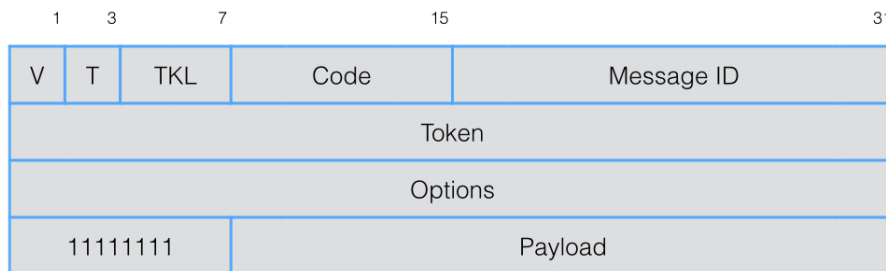 1 3 7 15 31
V T TKL Code Message ID
Token
Options
11111111 Payload